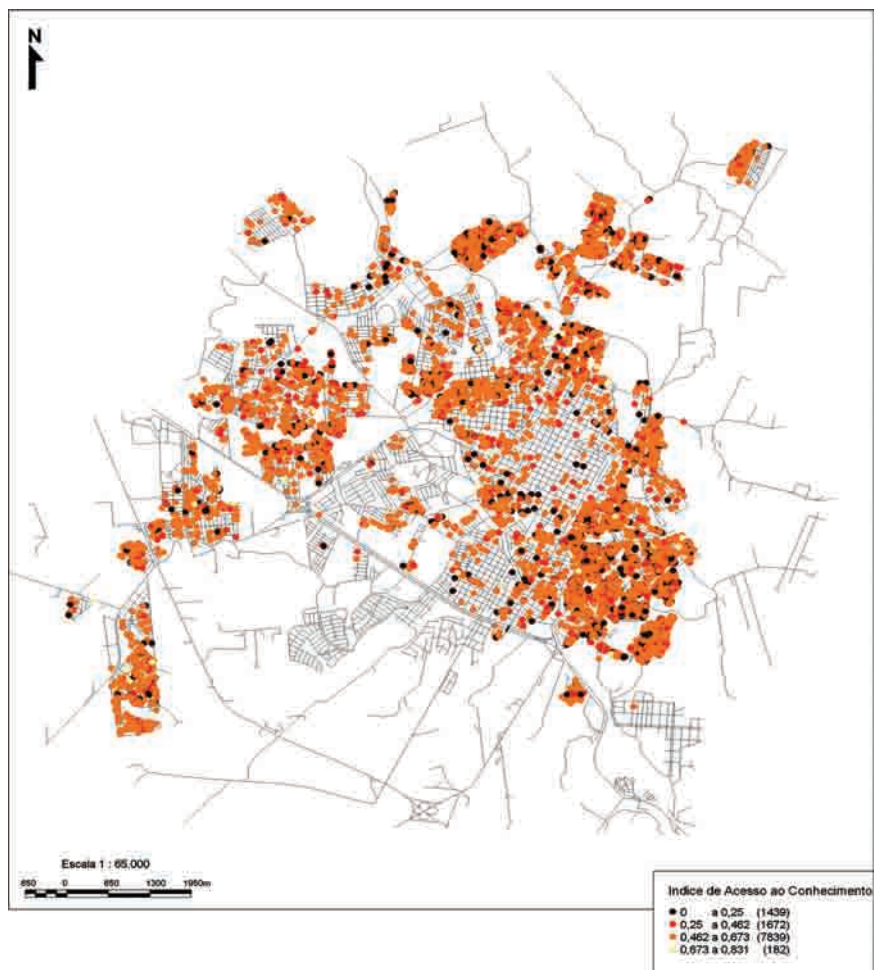 N
Escala 1 : 65.000
650 0 650 1300 1950m
Indice de Acesso ao Conhecimento
0 a 0,25 (1439)
0,25 a 0,462 (1672)
0,462 a 0,673 (7839)
0,673 a 0,831 (182)